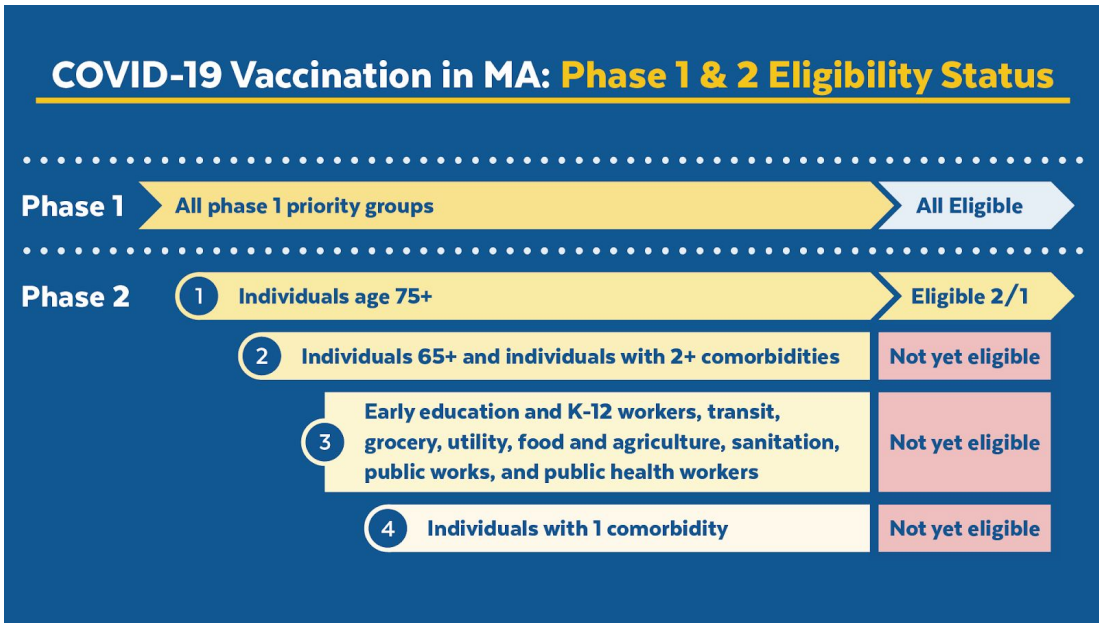 COVID-19 Vaccination in MA: Phase 1 & 2 Eligibility Status
Phase 1
All phase 1 priority groups
All Eligible
Phase 2
1
Individuals age 75+
Eligible 2/1
2
Individuals 65+ and individuals with 2+ comorbidities
Not yet eligible
3
Early education and K-12 workers, transit,
grocery, utility, food and agriculture, sanitation,
public works, and public health workers
Not yet eligible
4
Individuals with 1 comorbidity
Not yet eligible